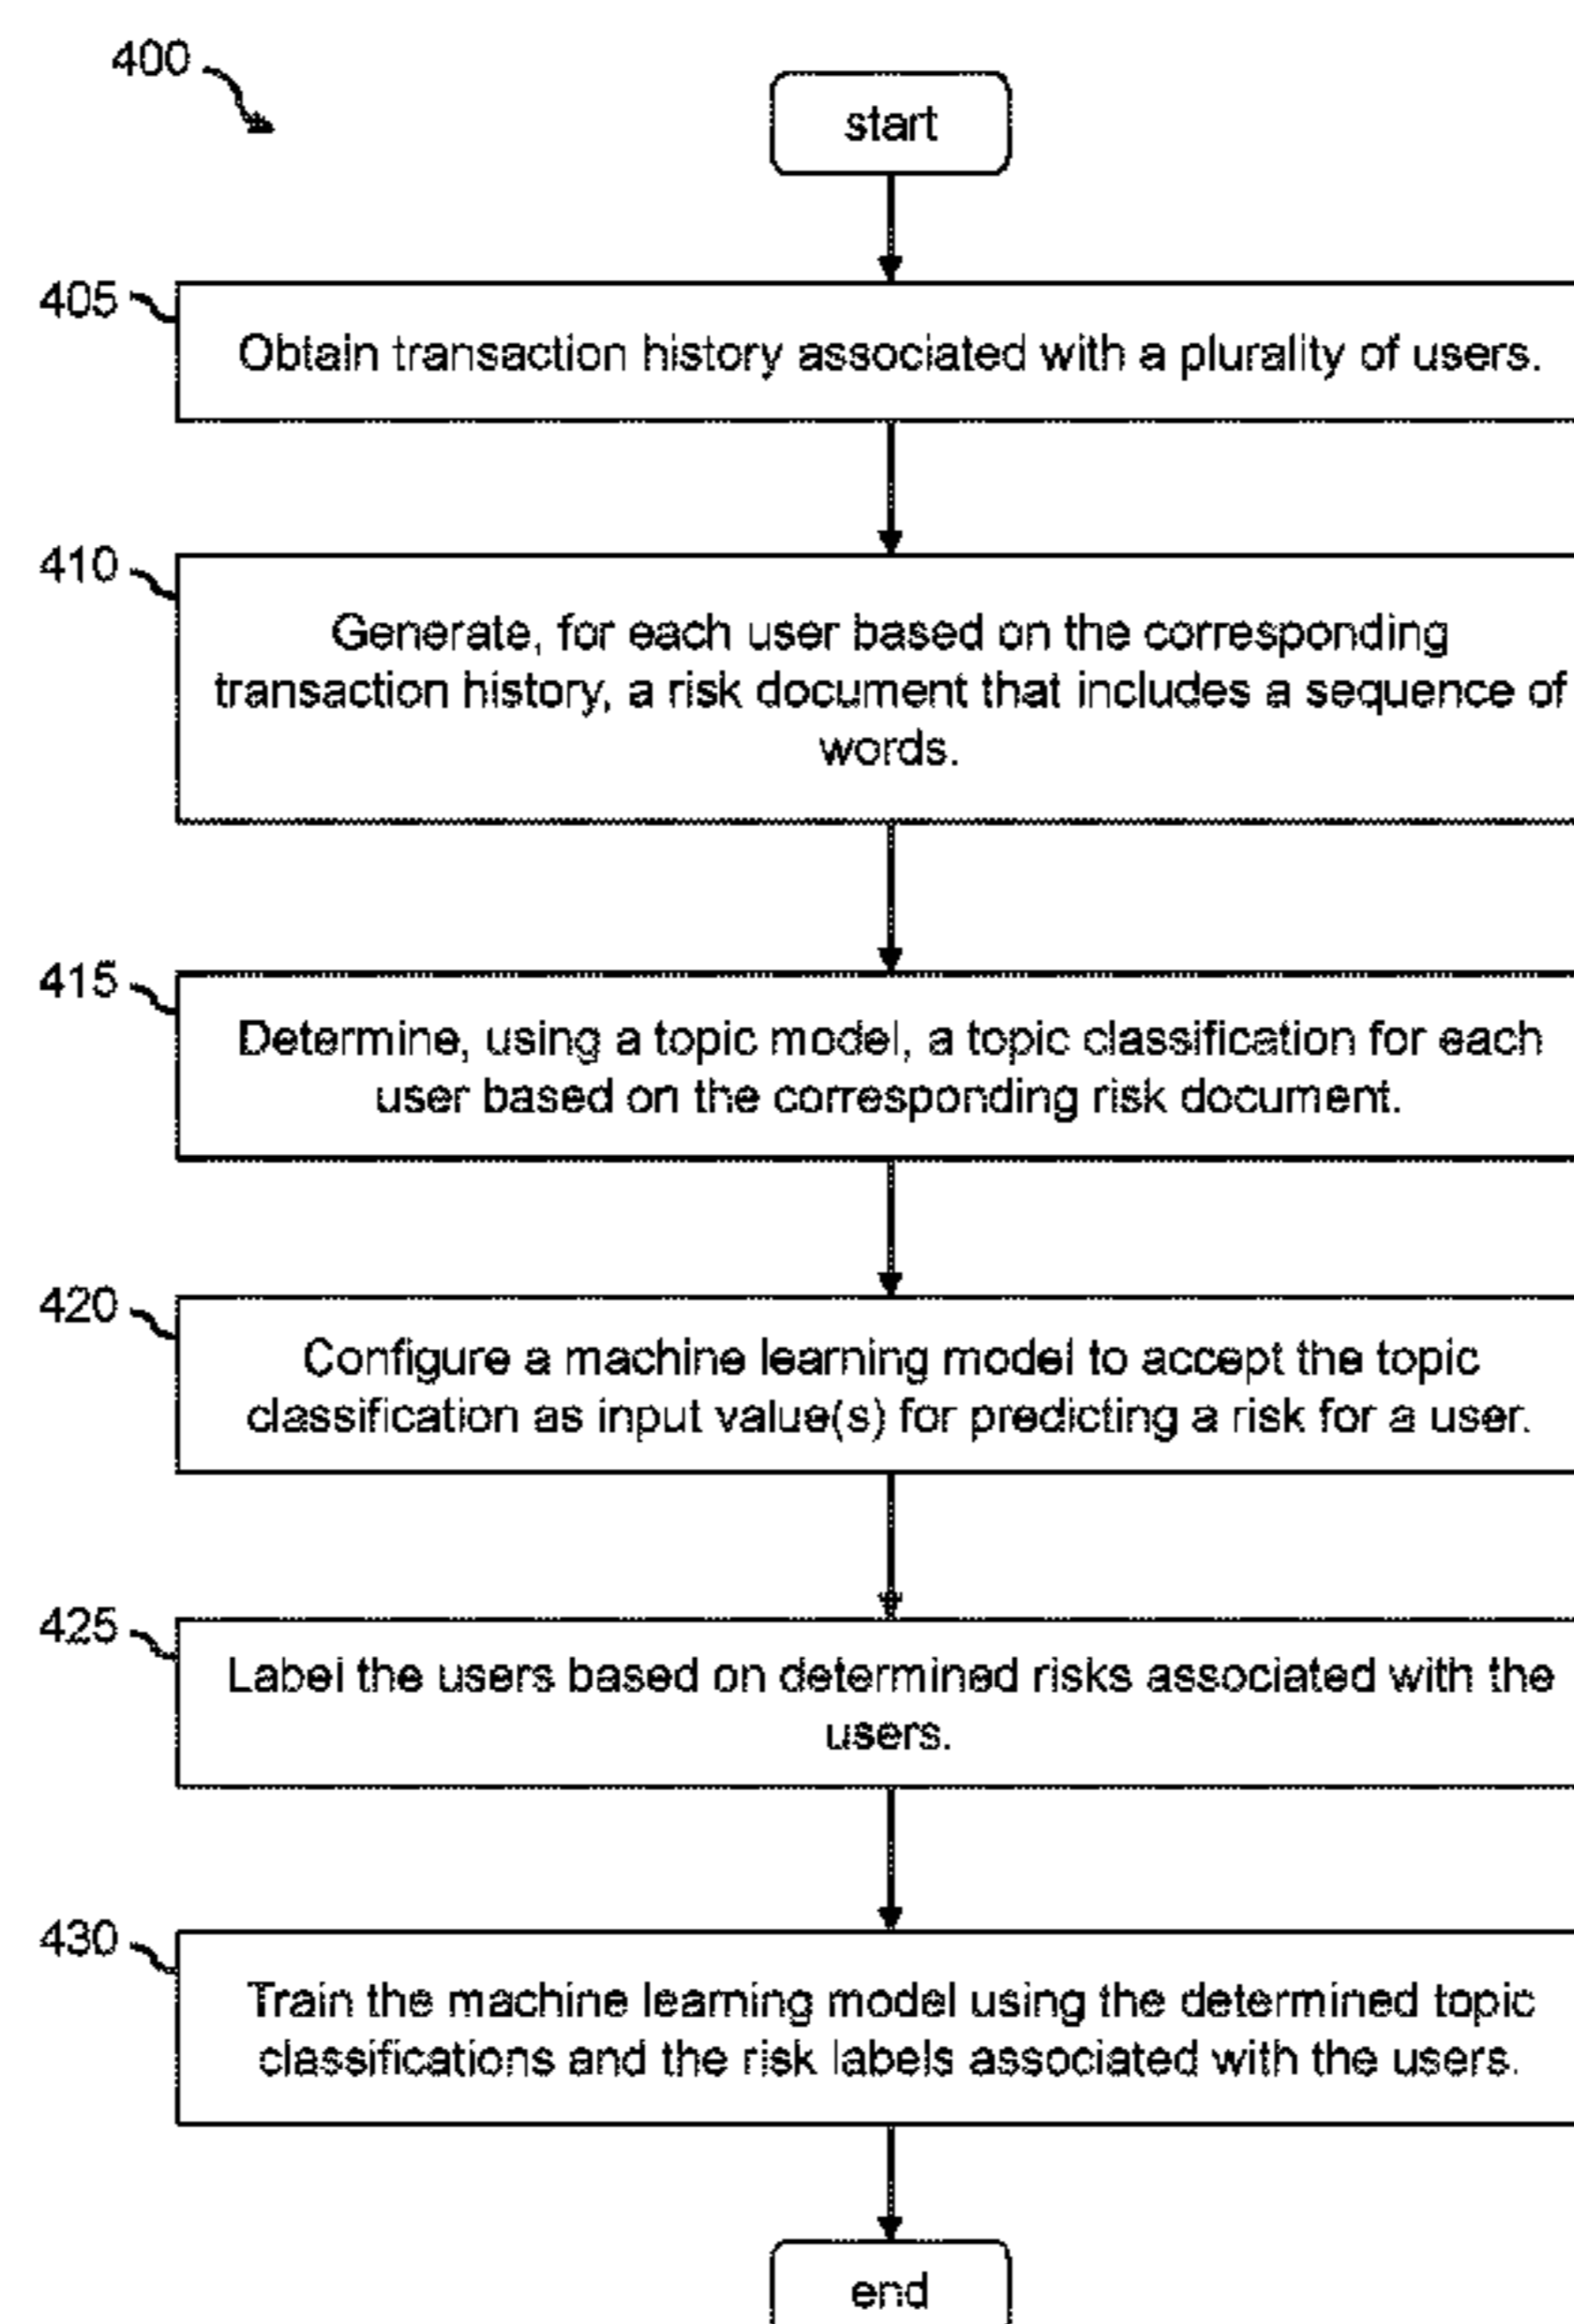 400
start
405
Obtain transaction history associated with a plurality of users.
410
Generate, for each user based on the corresponding
transaction history, a risk document that includes a sequence of
words.
415
Determine, using a topic model, a topic classification for each
user based on the corresponding risk document.
420
Configure a machine learning model to accept the topic
classification as input value(s) for predicting a risk for a user.
425
Label the users based on determined risks associated with the
users.
430
Train the machine learning model using the determined topic
classifications and the risk labels associated with the users.
end